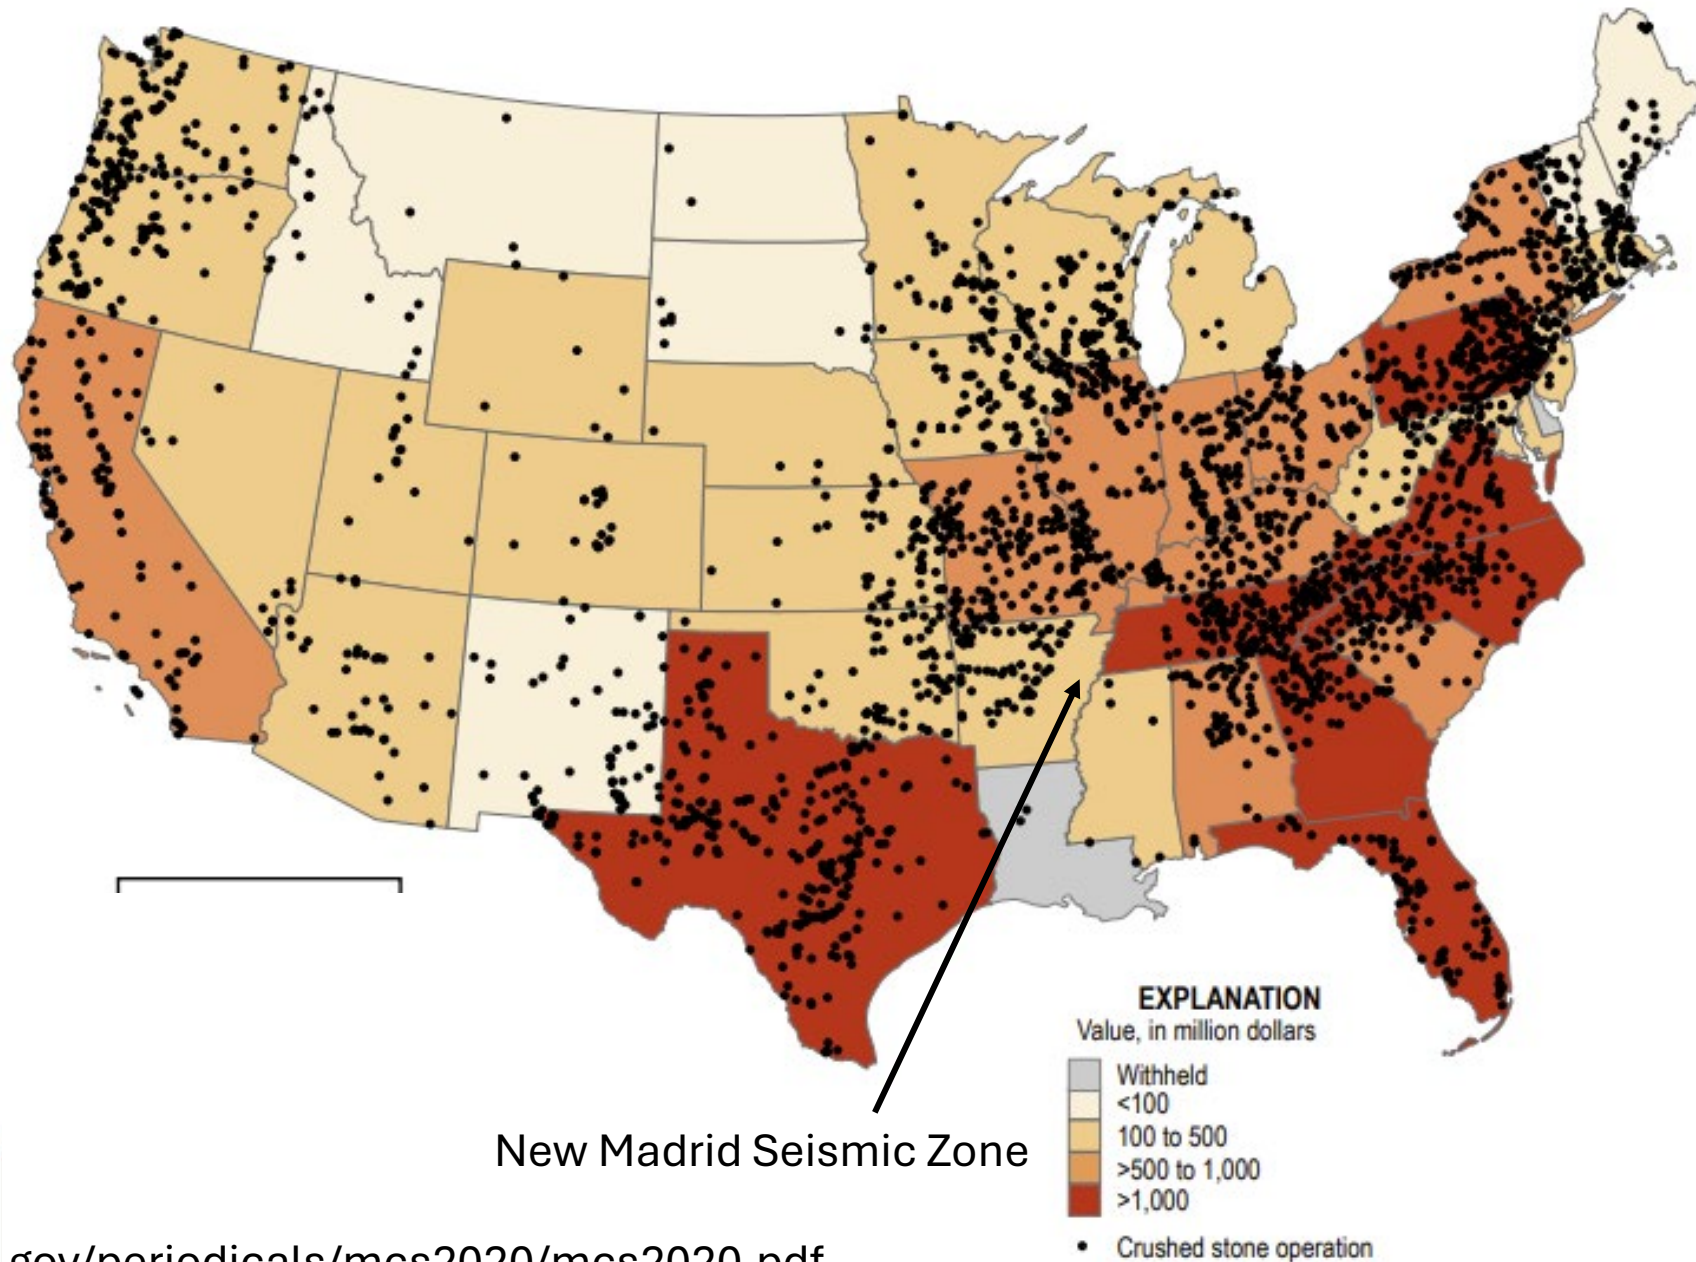 New Madrid Seismic Zone
EXPLANATION
Value, in million dollars
Withheld
<100
100 to 500
>500 to 1,000
>1,000
Crushed stone operation
gov/periodicals/mcs2020/mcs2020.pdf